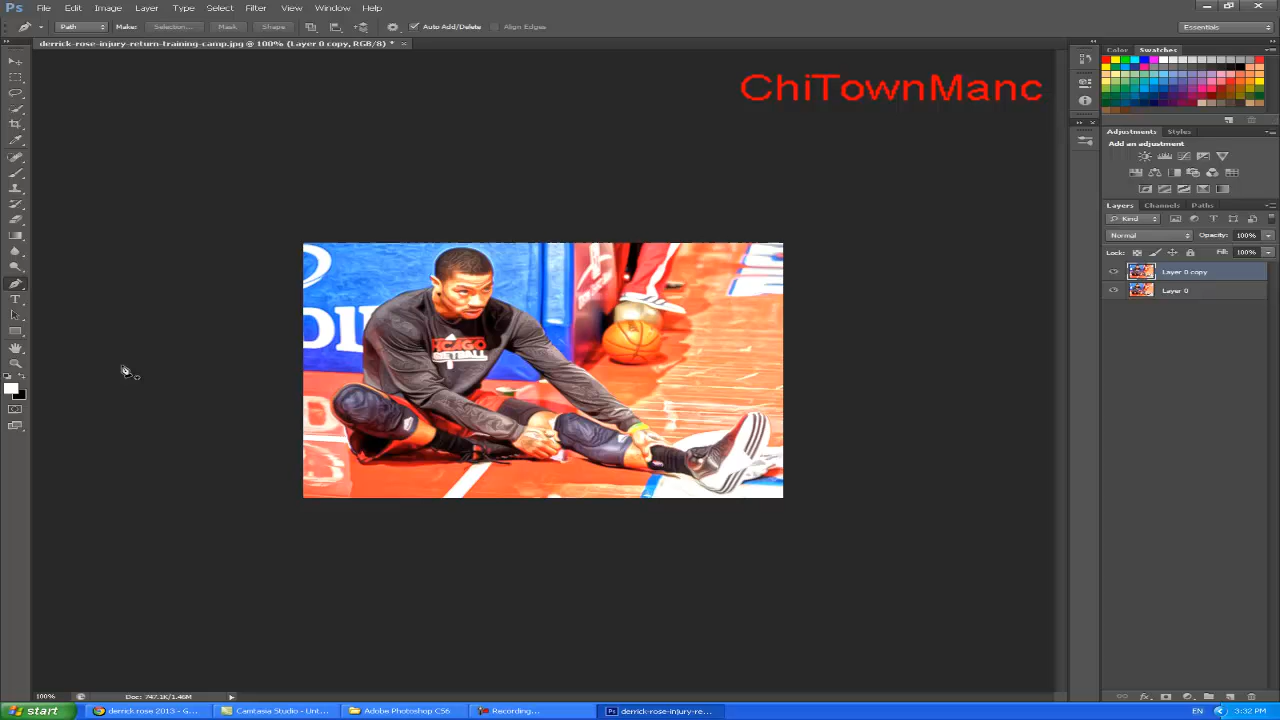 Ps File Edit Image Layer Type Select Filter View Window Help
Path Make: Selection... Mask Shape Auto Add/Delete Align Edges Essentials
derrick-rose-injury-return-training-camp.jpg @ 100% (Layer 0 copy, RGB/8) *
Color Swatches
ChiTownManc
Adjustments Styles
Add an adjustment
Layers Channels Paths
Kind
Normal Opacity: 100%
Lock: Fill: 100%
Layer 0 copy
Layer 0
100% Doc: 747.1K/1.46M
start derrick rose 2013 - G... Camtasia Studio - Unt... Adobe Photoshop CS6 Recording... derrick-rose-injury-re... EN 3:32 PM